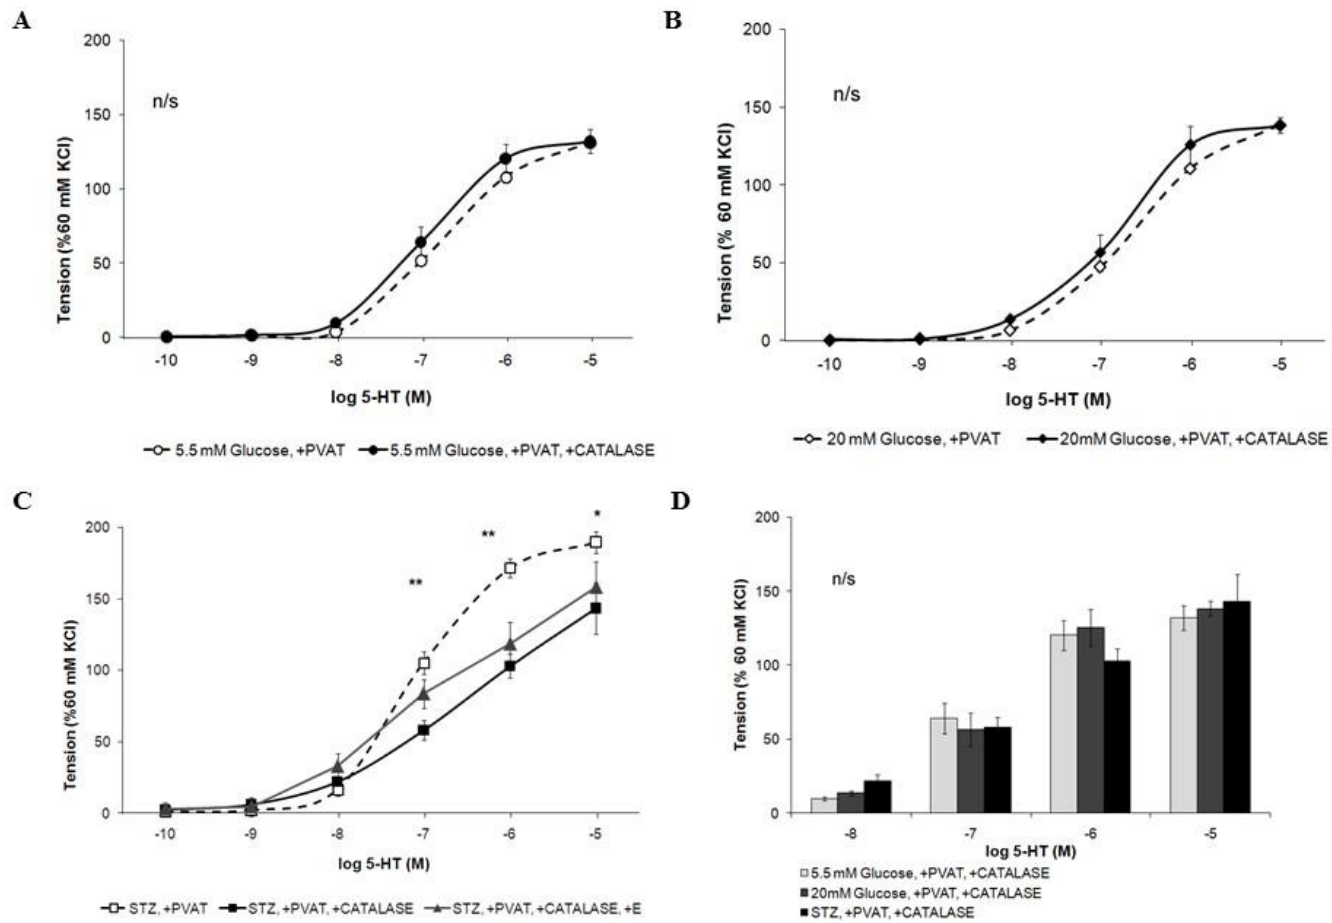 A
200
150
100
50
0
n/s
Tension (%60 mM KCl)
-10 -9 -8 -7 -6 -5
log 5-HT (M)
5.5 mM Glucose, +PVAT 5.5 mM Glucose, +PVAT, +CATALASE
B
200
150
100
50
0
n/s
Tension (% 60 mM KCl)
-10 -9 -8 -7 -6 -5
log 5-HT (M)
20 mM Glucose, +PVAT 20mM Glucose, +PVAT, +CATALASE
C
200
150
100
50
0
** ** *
Tension (%60 mM KCl)
-10 -9 -8 -7 -6 -5
log 5-HT (M)
STZ, +PVAT STZ, +PVAT, +CATALASE STZ, +PVAT, +CATALASE, +E
D
200
150
100
50
0
n/s
Tension (% 60 mM KCl)
-8 -7 -6 -5
log 5-HT (M)
5.5 mM Glucose, +PVAT, +CATALASE
20mM Glucose, +PVAT, +CATALASE
STZ, +PVAT, +CATALASE